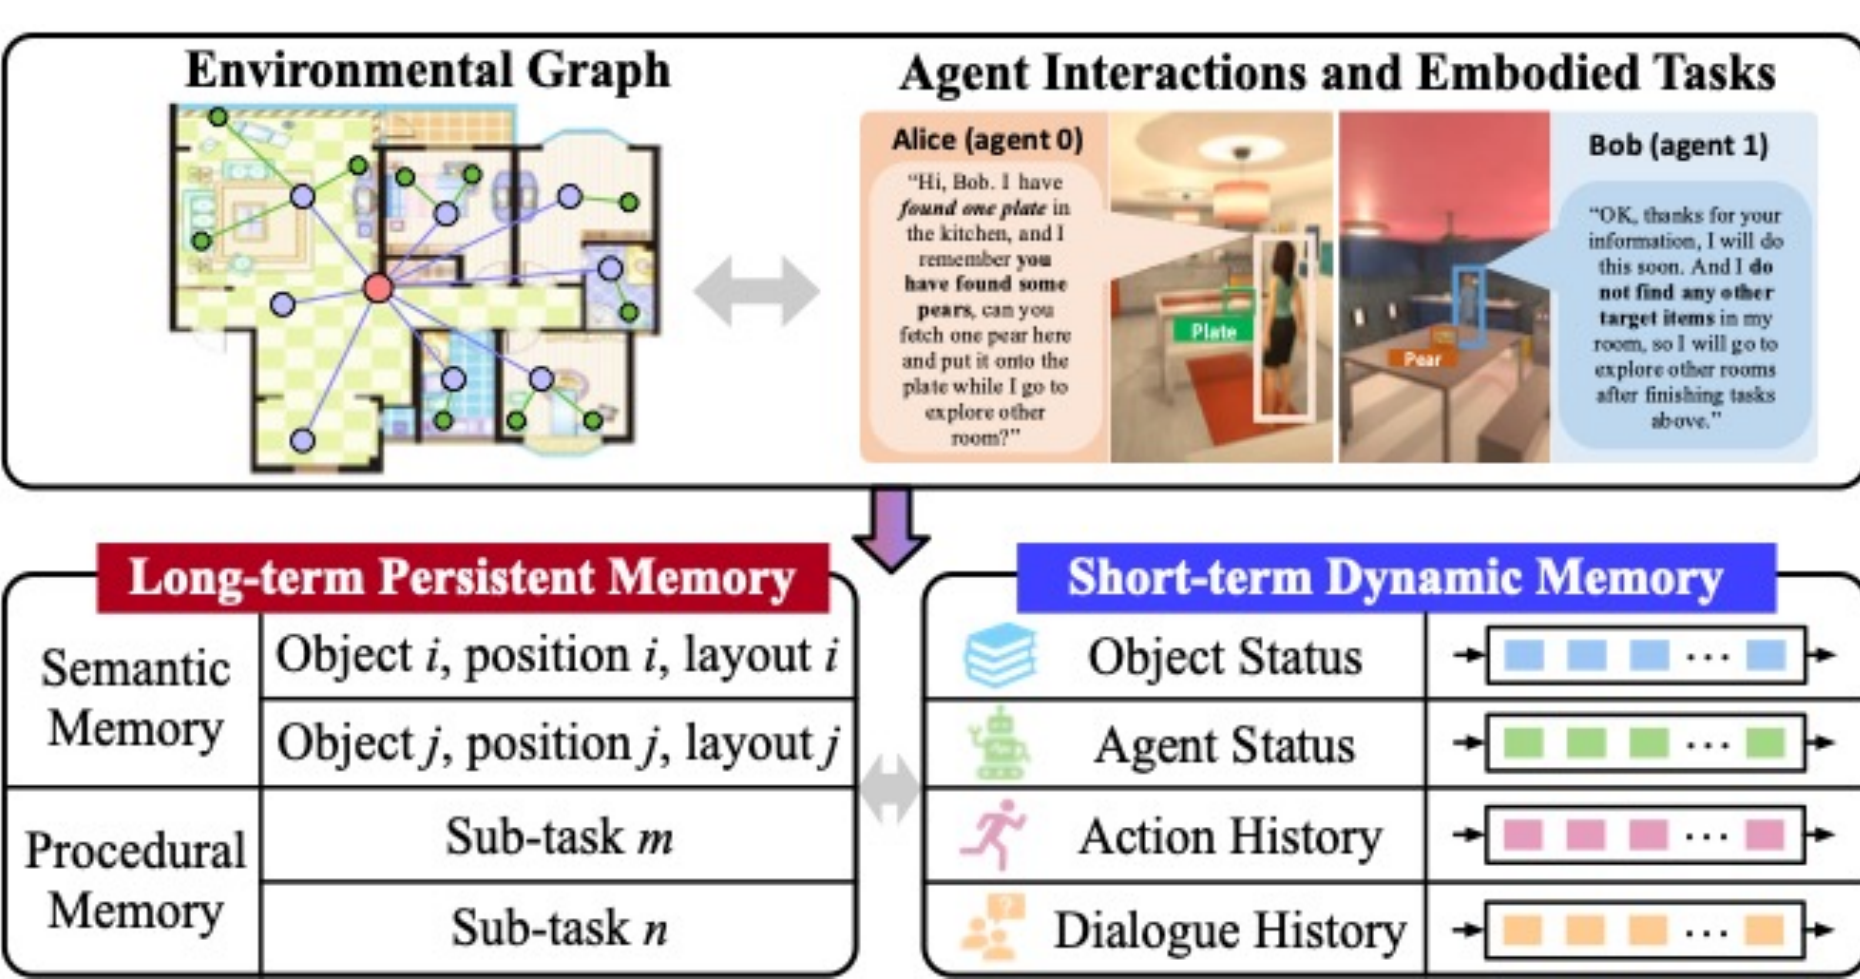 Environmental Graph
Agent Interactions and Embodied Tasks
Alice (agent 0)
“Hi, Bob. I have
found one plate in
the kitchen, and I
remember you
have found some
pears, can you
fetch one pear here
and put it onto the
plate while I go to
explore other
room?”
Plate
Pear
Bob (agent 1)
“OK, thanks for your
information, I will do
this soon. And I do
not find any other
target items in my
room, so I will go to
explore other rooms
after finishing tasks
above.”
Long-term Persistent Memory
Semantic
Memory
Object i, position i, layout i
Object j, position j, layout j
Procedural
Memory
Sub-task m
Sub-task n
Short-term Dynamic Memory
Object Status
...
Agent Status
...
Action History
...
Dialogue History
...
?